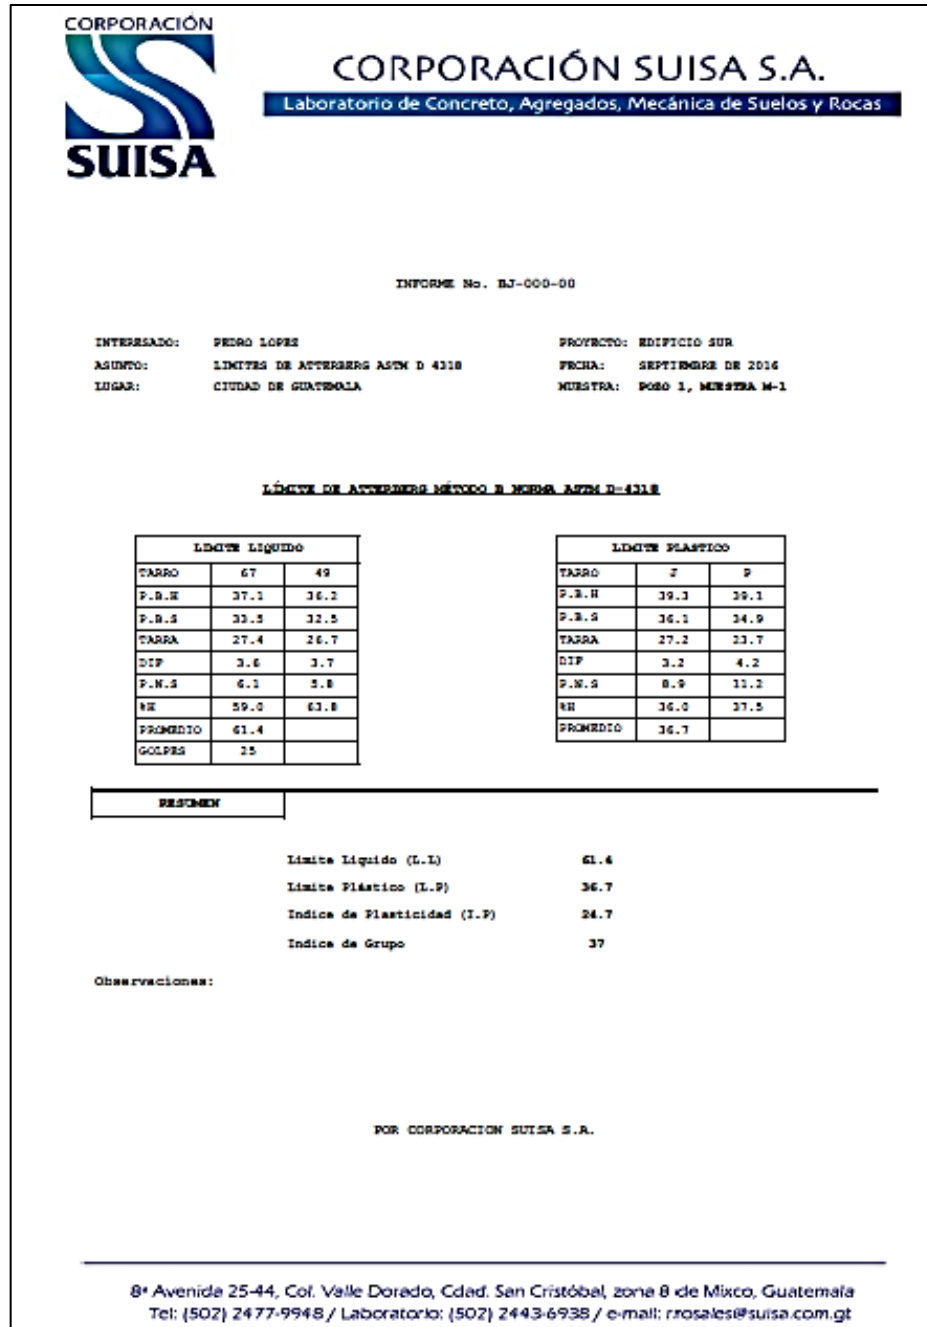 CORPORACIÓN
SUISA
CORPORACIÓN SUISA S.A.
Laboratorio de Concreto, Agregados, Mecánica de Suelos y Rocas
INFORME No. BJ-000-00
INTERESADO: PEDRO LOPEZ PROYECTO: EDIFICIO SUR
ASUNTO: LIMITES DE ATTERBERG ASTM D 4318 FECHA: SEPTIEMBRE DE 2016
LUGAR: CIUDAD DE GUATEMALA MUESTRA: POZO 1, MUESTRA M-1
LÍMITE DE ATTERBERG MÉTODO B NORMA ASTM D-4318
LIMITE LIQUIDO
TARRO 67 49
P.B.H 37.1 36.2
P.B.S 33.5 32.5
TARRA 27.4 26.7
DIF 3.6 3.7
P.N.S 6.1 5.8
%H 59.0 63.8
PROMEDIO 61.4
GOLPES 25
LIMITE PLASTICO
TARRO J P
P.B.H 39.3 39.1
P.B.S 36.1 34.9
TARRA 27.2 23.7
DIF 3.2 4.2
P.N.S 8.9 11.2
%H 36.0 37.5
PROMEDIO 36.7
RESUMEN
Limite Liquido (L.L) 61.4
Limite Plástico (L.P) 36.7
Indice de Plasticidad (I.P) 24.7
Indice de Grupo 37
Observaciones:
POR CORPORACION SUISA S.A.
8ª Avenida 25-44, Col. Valle Dorado, Cdad. San Cristóbal, zona 8 de Mixco, Guatemala
Tel: (502) 2477-9948 / Laboratorio: (502) 2443-6938 / e-mail: rrosales@suisa.com.gt